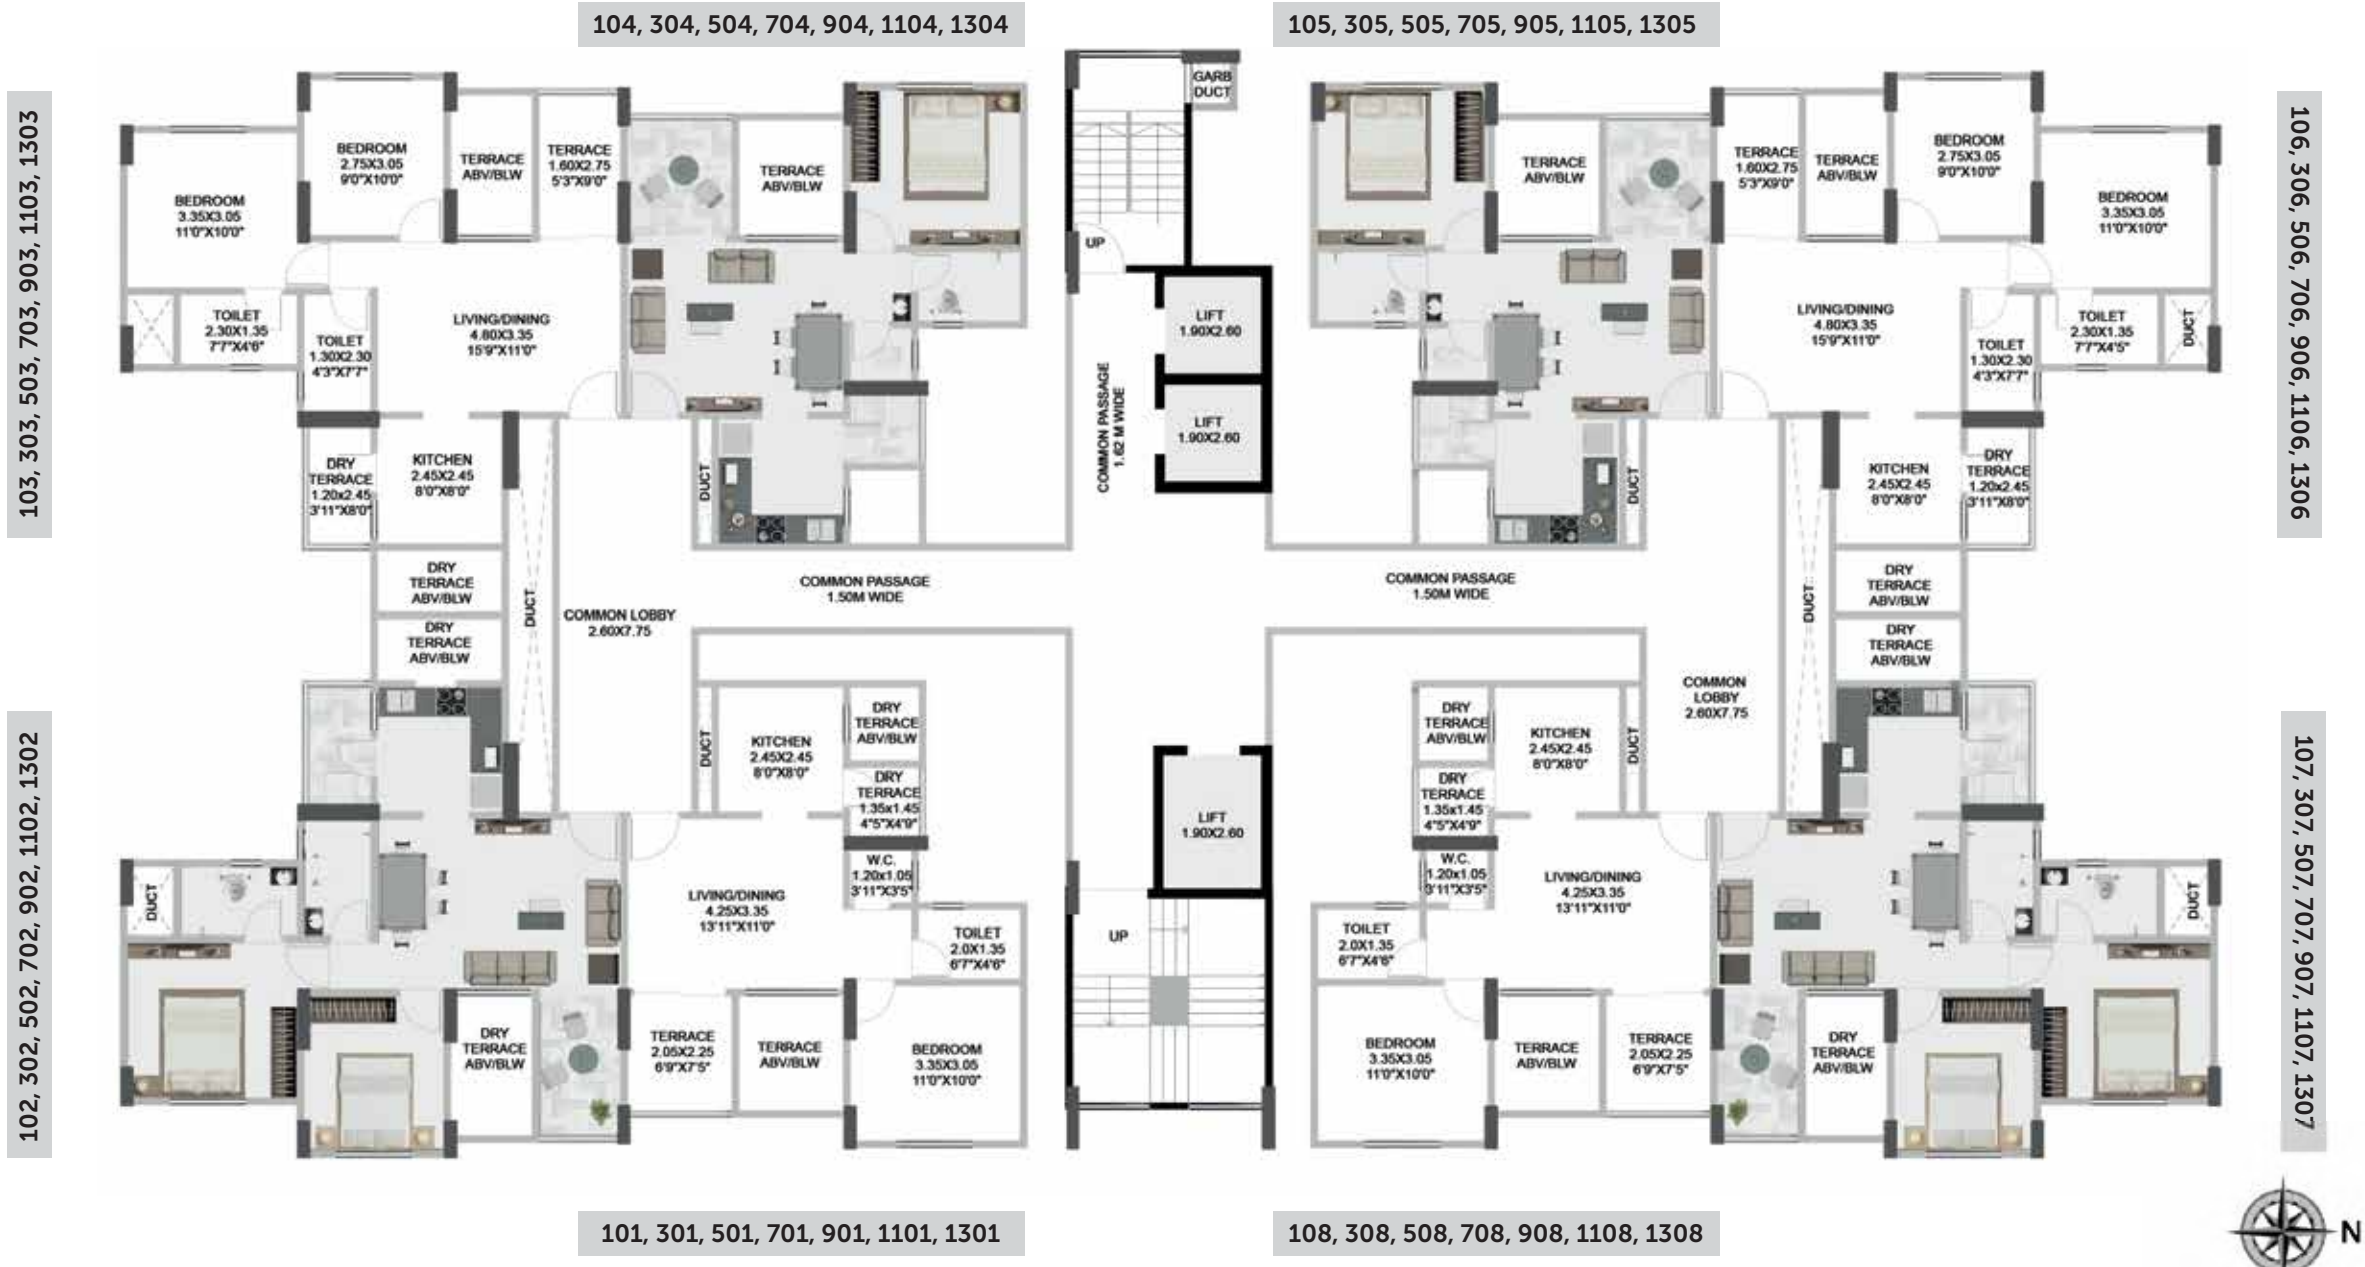 104, 304, 504, 704, 904, 1104, 1304
105, 305, 505, 705, 905, 1105, 1305
103, 303, 503, 703, 903, 1103, 1303
106, 306, 506, 706, 906, 1106, 1306
BEDROOM
3.35X3.05
11'0"X10'0"
BEDROOM
2.75X3.05
9'0"X10'0"
TERRACE
ABV/BLW
TERRACE
1.60X2.75
5'3"X9'0"
TERRACE
ABV/BLW
TOILET
2.30X1.35
7'7"X4'6"
TOILET
1.30X2.30
4'3"X7'7"
LIVING/DINING
4.80X3.35
15'9"X11'0"
DRY
TERRACE
1.20x2.45
3'11"X8'0"
KITCHEN
2.45X2.45
8'0"X8'0"
DUCT
DRY
TERRACE
ABV/BLW
DRY
TERRACE
ABV/BLW
DUCT
COMMON LOBBY
2.60X7.75
COMMON PASSAGE
1.50M WIDE
GARB
DUCT
UP
LIFT
1.90X2.60
LIFT
1.90X2.60
COMMON PASSAGE
1.62 M WIDE
TERRACE
ABV/BLW
TERRACE
1.60X2.75
5'3"X9'0"
TERRACE
ABV/BLW
BEDROOM
2.75X3.05
9'0"X10'0"
BEDROOM
3.35X3.05
11'0"X10'0"
LIVING/DINING
4.80X3.35
15'9"X11'0"
TOILET
1.30X2.30
4'3"X7'7"
TOILET
2.30X1.35
7'7"X4'5"
DUCT
DUCT
KITCHEN
2.45X2.45
8'0"X8'0"
DRY
TERRACE
1.20x2.45
3'11"X8'0"
COMMON PASSAGE
1.50M WIDE
DUCT
DRY
TERRACE
ABV/BLW
DRY
TERRACE
ABV/BLW
COMMON
LOBBY
2.60X7.75
102, 302, 502, 702, 902, 1102, 1302
107, 307, 507, 707, 907, 1107, 1307
DUCT
DRY
TERRACE
ABV/BLW
DUCT
KITCHEN
2.45X2.45
8'0"X8'0"
DRY
TERRACE
ABV/BLW
DRY
TERRACE
1.35x1.45
4'5"X4'9"
W.C.
1.20x1.05
3'11"X3'5"
LIVING/DINING
4.25X3.35
13'11"X11'0"
TOILET
2.0X1.35
6'7"X4'6"
TERRACE
2.05X2.25
6'9"X7'5"
TERRACE
ABV/BLW
BEDROOM
3.35X3.05
11'0"X10'0"
LIFT
1.90X2.60
UP
DRY
TERRACE
ABV/BLW
DRY
TERRACE
1.35x1.45
4'5"X4'9"
W.C.
1.20x1.05
3'11"X3'5"
KITCHEN
2.45X2.45
8'0"X8'0"
DUCT
LIVING/DINING
4.25X3.35
13'11"X11'0"
TOILET
2.0X1.35
6'7"X4'6"
BEDROOM
3.35X3.05
11'0"X10'0"
TERRACE
ABV/BLW
TERRACE
2.05X2.25
6'9"X7'5"
DRY
TERRACE
ABV/BLW
DUCT
101, 301, 501, 701, 901, 1101, 1301
108, 308, 508, 708, 908, 1108, 1308
N